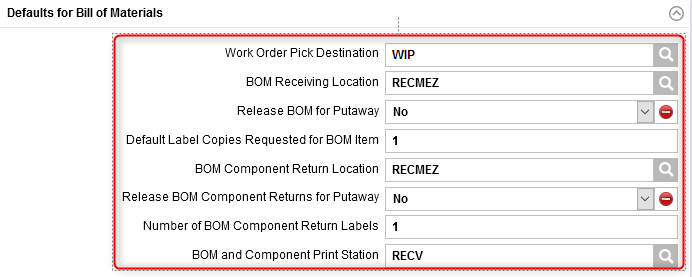 Defaults for Bill of Materials
Work Order Pick Destination WIP
BOM Receiving Location RECMEZ
Release BOM for Putaway No
Default Label Copies Requested for BOM Item 1
BOM Component Return Location RECMEZ
Release BOM Component Returns for Putaway No
Number of BOM Component Return Labels 1
BOM and Component Print Station RECV